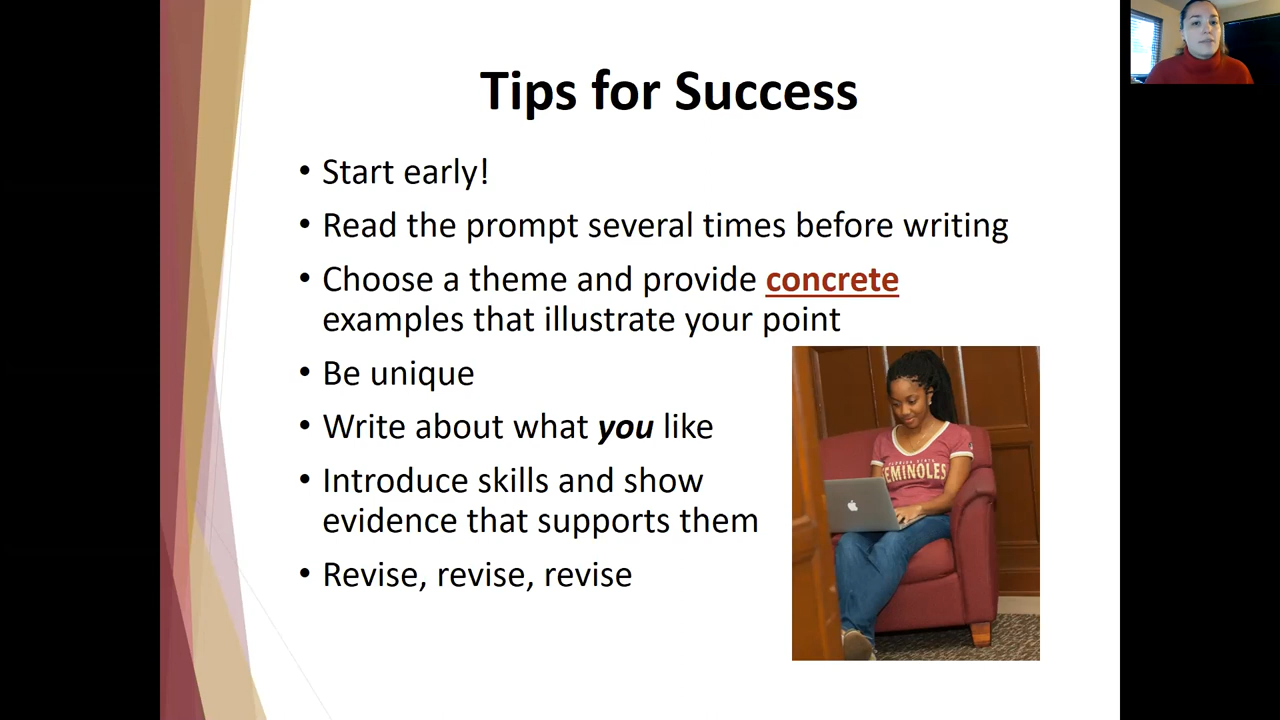 Tips for Success
• Start early!
• Read the prompt several times before writing
• Choose a theme and provide concrete
examples that illustrate your point
• Be unique
• Write about what you like
• Introduce skills and show
evidence that supports them
• Revise, revise, revise
FLORIDA STATE
SEMINOLES